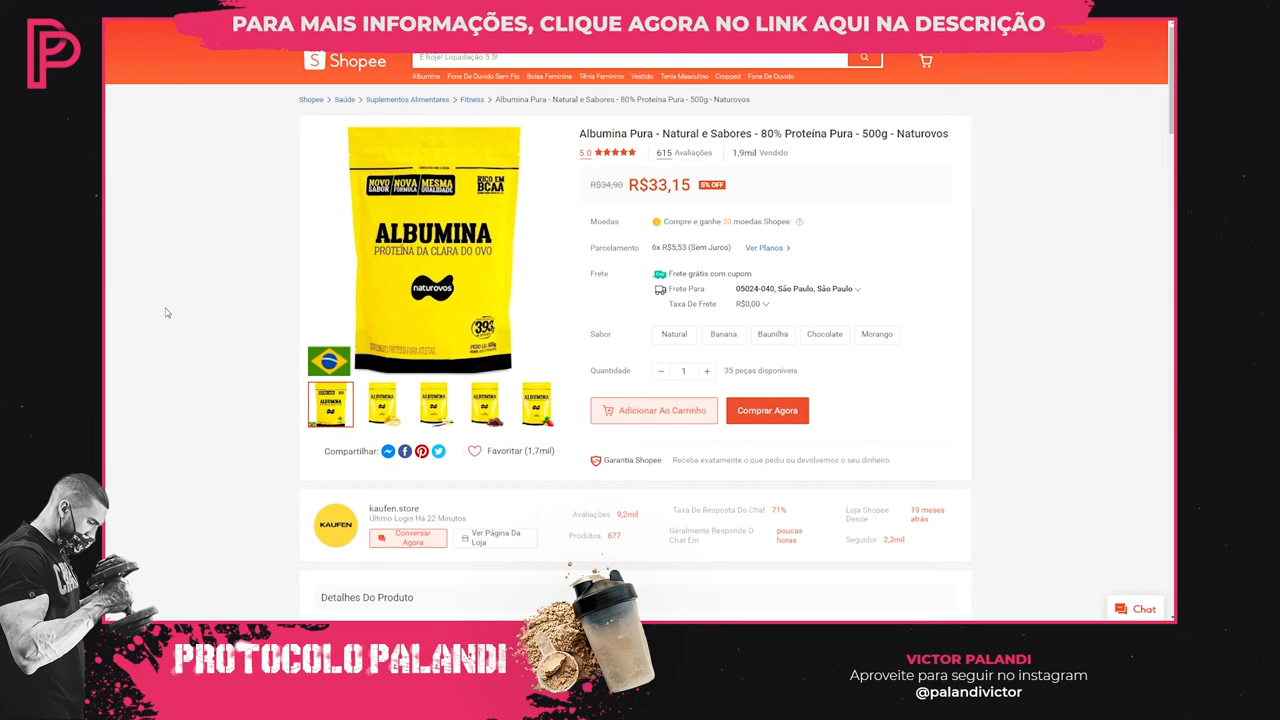 PARA MAIS INFORMAÇÕES, CLIQUE AGORA NO LINK AQUI NA DESCRIÇÃO
Shopee
É hoje! Liquidação 5.5!
Albumina Fone De Ouvido Sem Fio Bolsa Feminina Tênis Feminino Vestido Tenis Masculino Cropped Fone De Ouvido
Shopee > Saúde > Suplementos Alimentares > Fitness > Albumina Pura - Natural e Sabores - 80% Proteína Pura - 500g - Naturovos
NOVO SABOR NOVA FÓRMULA MESMA QUALIDADE
RICO EM BCAA
ALBUMINA
PROTEÍNA DA CLARA DO OVO
naturovos
393
Albumina Pura - Natural e Sabores - 80% Proteína Pura - 500g - Naturovos
5.0 615 Avaliações 1,9mil Vendido
R$34,90 R$33,15 5% OFF
Moedas Compre e ganhe 33 moedas Shopee ?
Parcelamento 6x R$5,53 (Sem Juros) Ver Planos >
Frete Frete grátis com cupom
Frete Para 05024-040, São Paulo, São Paulo
Taxa De Frete R$0,00
Sabor Natural Banana Baunilha Chocolate Morango
Quantidade − 1 + 35 peças disponíveis
Adicionar Ao Carrinho Comprar Agora
Compartilhar: Favoritar (1,7mil)
Garantia Shopee Receba exatamente o que pediu ou devolvemos o seu dinheiro
KAUFEN
kaufen.store
Último Login Há 22 Minutos
Conversar Agora
Ver Página Da Loja
Avaliações 9,2mil
Produtos 677
Taxa De Resposta Do Chat 71%
Geralmente Responde O Chat Em poucas horas
Loja Shopee Desde 19 meses atrás
Seguidor 2,2mil
Detalhes Do Produto
Chat
PROTOCOLO PALANDI
VICTOR PALANDI
Aproveite para seguir no instagram
@palandivictor